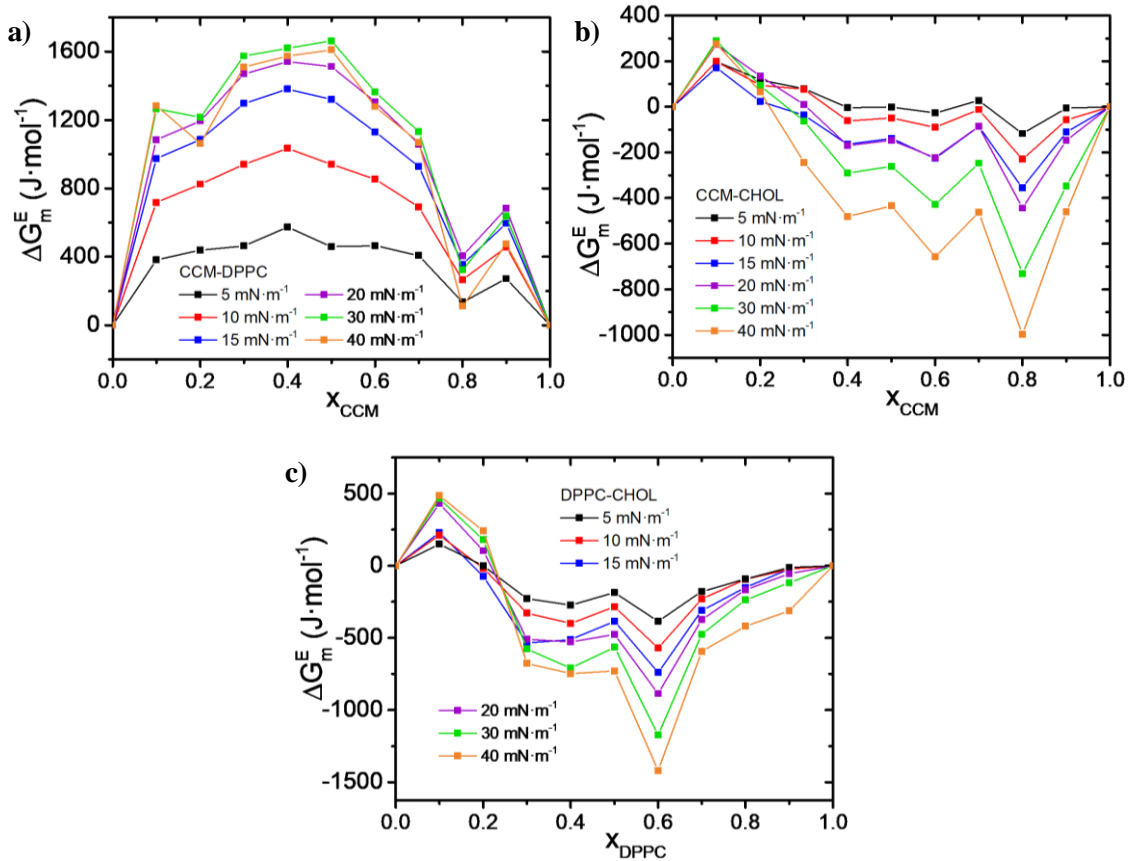 a)
ΔG_m^E (J·mol⁻¹)
1600
1200
800
400
0
CCM-DPPC
5 mN·m⁻¹
10 mN·m⁻¹
15 mN·m⁻¹
20 mN·m⁻¹
30 mN·m⁻¹
40 mN·m⁻¹
0.0 0.2 0.4 0.6 0.8 1.0
X_CCM
b)
ΔG_m^E (J·mol⁻¹)
400
200
0
-200
-400
-600
-800
-1000
CCM-CHOL
5 mN·m⁻¹
10 mN·m⁻¹
15 mN·m⁻¹
20 mN·m⁻¹
30 mN·m⁻¹
40 mN·m⁻¹
0.0 0.2 0.4 0.6 0.8 1.0
X_CCM
c)
ΔG_m^E (J·mol⁻¹)
500
0
-500
-1000
-1500
DPPC-CHOL
5 mN·m⁻¹
10 mN·m⁻¹
15 mN·m⁻¹
20 mN·m⁻¹
30 mN·m⁻¹
40 mN·m⁻¹
0.0 0.2 0.4 0.6 0.8 1.0
X_DPPC